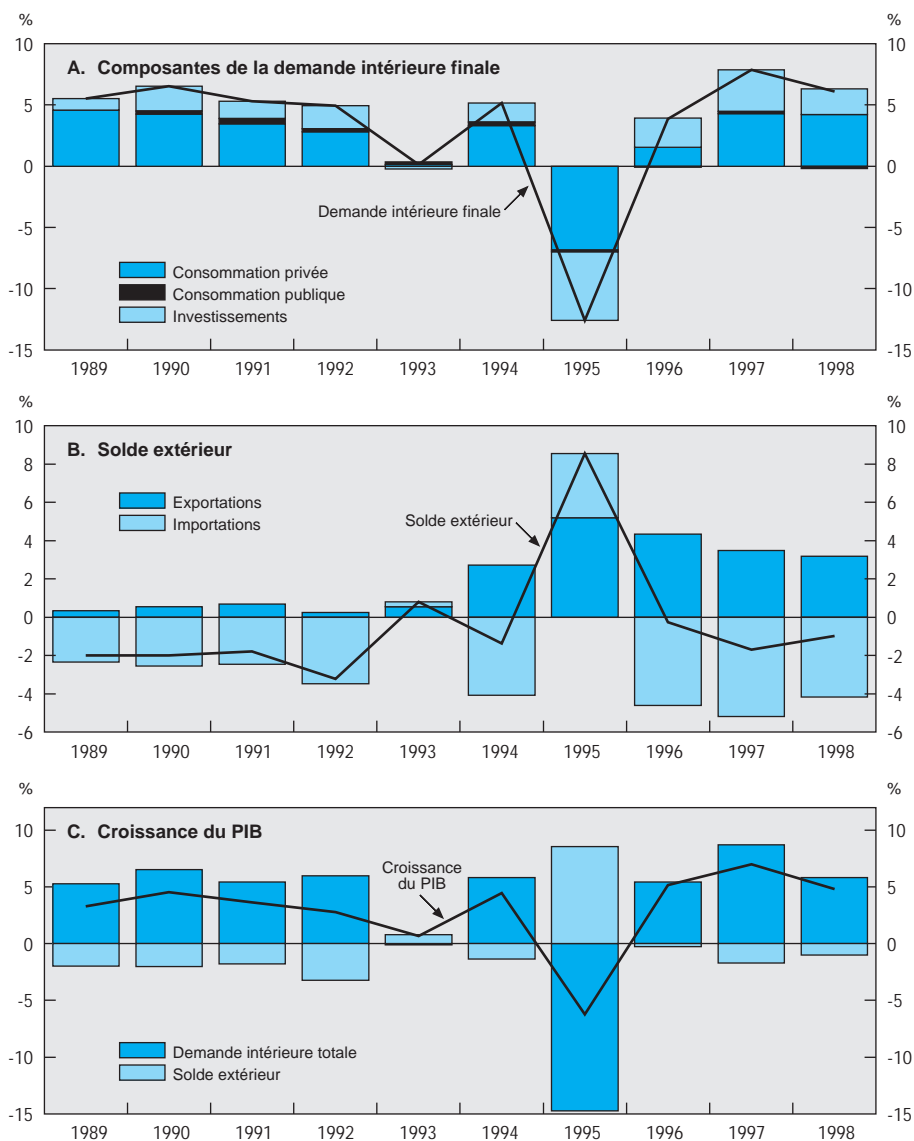 % %
A. Composantes de la demande intérieure finale
10 10
5 5
0 0
-5 -5
-10 -10
-15 -15
Demande intérieure finale
Consommation privée
Consommation publique
Investissements
1989 1990 1991 1992 1993 1994 1995 1996 1997 1998
% %
B. Solde extérieur
10 10
8 8
6 6
4 4
2 2
0 0
-2 -2
-4 -4
-6 -6
Exportations
Importations
Solde extérieur
1989 1990 1991 1992 1993 1994 1995 1996 1997 1998
% %
C. Croissance du PIB
10 10
5 5
0 0
-5 -5
-10 -10
-15 -15
Croissance
du PIB
Demande intérieure totale
Solde extérieur
1989 1990 1991 1992 1993 1994 1995 1996 1997 1998